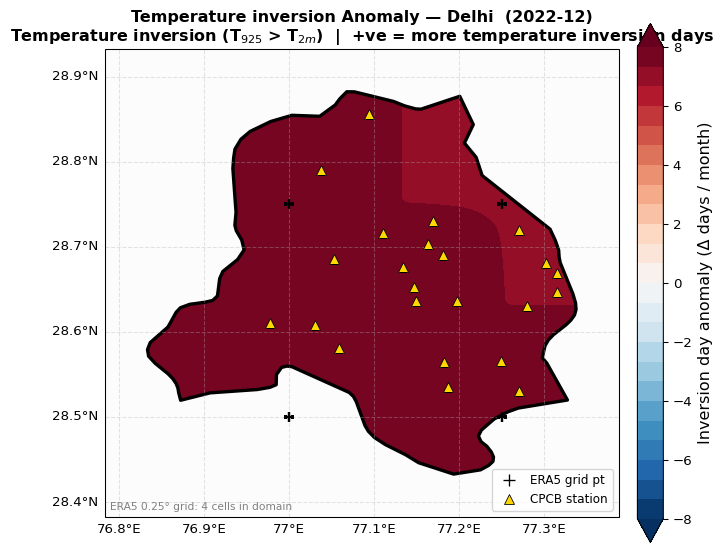 Temperature inversion Anomaly — Delhi (2022-12)
Temperature inversion (T₉₂₅ > T₂ₘ) | +ve = more temperature inversion days
28.9°N
28.8°N
28.7°N
28.6°N
28.5°N
28.4°N
76.8°E 76.9°E 77°E 77.1°E 77.2°E 77.3°E
ERA5 0.25° grid: 4 cells in domain
ERA5 grid pt
CPCB station
8
6
4
2
0
−2
−4
−6
−8
Inversion day anomaly (Δ days / month)